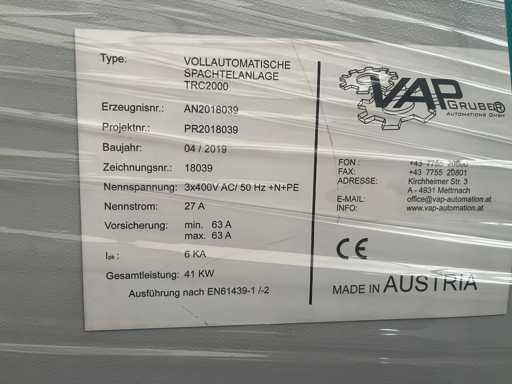 Type: VOLLAUTOMATISCHE
SPACHTELANLAGE
TRC2000
Erzeugnisnr.: AN2018039
Projektnr.: PR2018039
Baujahr: 04 / 2019
Zeichnungsnr.: 18039
Nennspannung: 3x400V AC/ 50 Hz +N+PE
Nennstrom: 27 A
Vorsicherung: min. 63 A
max. 63 A
Ipk : 6 KA
Gesamtleistung: 41 KW
Ausführung nach EN61439-1 /-2
VAP
GRUBER
AUTOMATIONS GMBH
FON : +43 7755
FAX: +43 7755 20801
ADRESSE: Kirchheimer Str. 3
A - 4931 Mettmach
E-MAIL: office@vap-automation.at
INFO: www.vap-automation.at
CE
MADE IN AUSTRIA